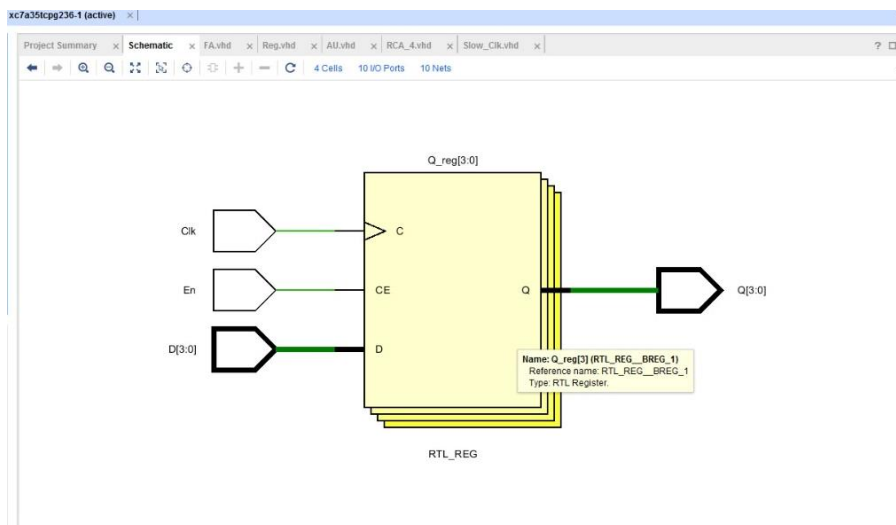 xc7a35tcpg236-1 (active) ×
Project Summary × Schematic × FA.vhd × Reg.vhd × AU.vhd × RCA_4.vhd × Slow_Clk.vhd × ?
4 Cells 10 I/O Ports 10 Nets
Q_reg[3:0]
Clk C
En CE Q Q[3:0]
D[3:0] D
Name: Q_reg[3] (RTL_REG__BREG_1)
Reference name: RTL_REG__BREG_1
Type: RTL Register.
RTL_REG